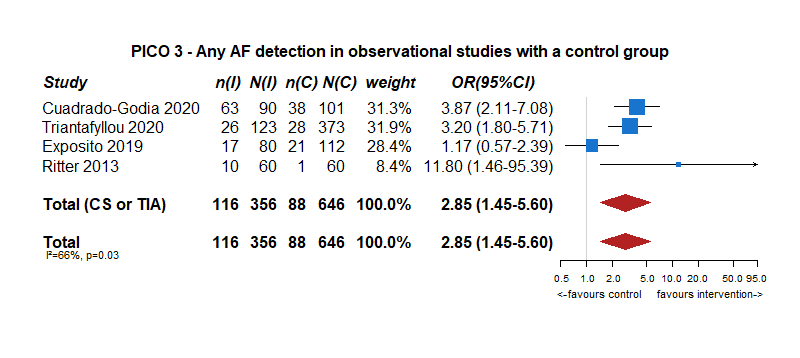 PICO 3 - Any AF detection in observational studies with a control group
Study n(I) N(I) n(C) N(C) weight OR(95%CI)
Cuadrado-Godia 2020 63 90 38 101 31.3% 3.87 (2.11-7.08)
Triantafyllou 2020 26 123 28 373 31.9% 3.20 (1.80-5.71)
Exposito 2019 17 80 21 112 28.4% 1.17 (0.57-2.39)
Ritter 2013 10 60 1 60 8.4% 11.80 (1.46-95.39)
Total (CS or TIA) 116 356 88 646 100.0% 2.85 (1.45-5.60)
Total 116 356 88 646 100.0% 2.85 (1.45-5.60)
I²=66%, p=0.03
0.5 1.0 2.0 5.0 10.0 20.0 50.0 95.0
<-favours control favours intervention->